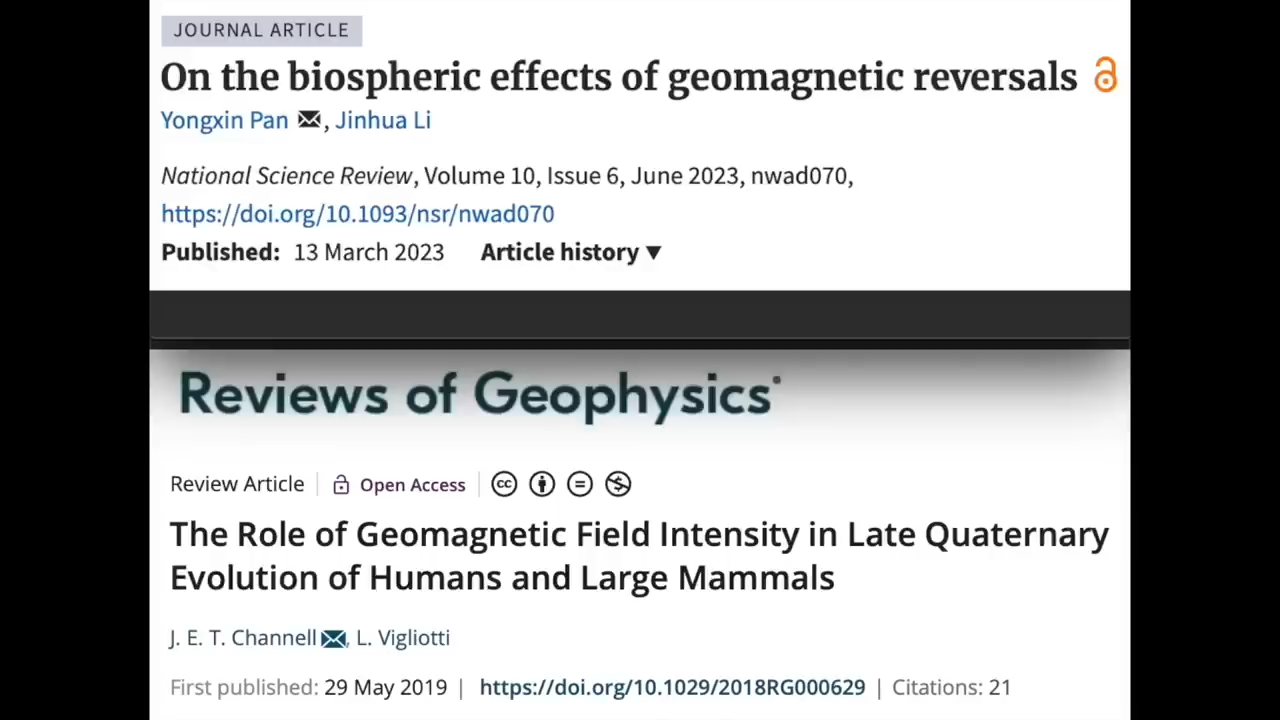 JOURNAL ARTICLE
On the biospheric effects of geomagnetic reversals
Yongxin Pan, Jinhua Li
National Science Review, Volume 10, Issue 6, June 2023, nwad070,
https://doi.org/10.1093/nsr/nwad070
Published: 13 March 2023 Article history ▼
Reviews of Geophysics
Review Article | Open Access | cc
The Role of Geomagnetic Field Intensity in Late Quaternary
Evolution of Humans and Large Mammals
J. E. T. Channell, L. Vigliotti
First published: 29 May 2019 | https://doi.org/10.1029/2018RG000629 | Citations: 21